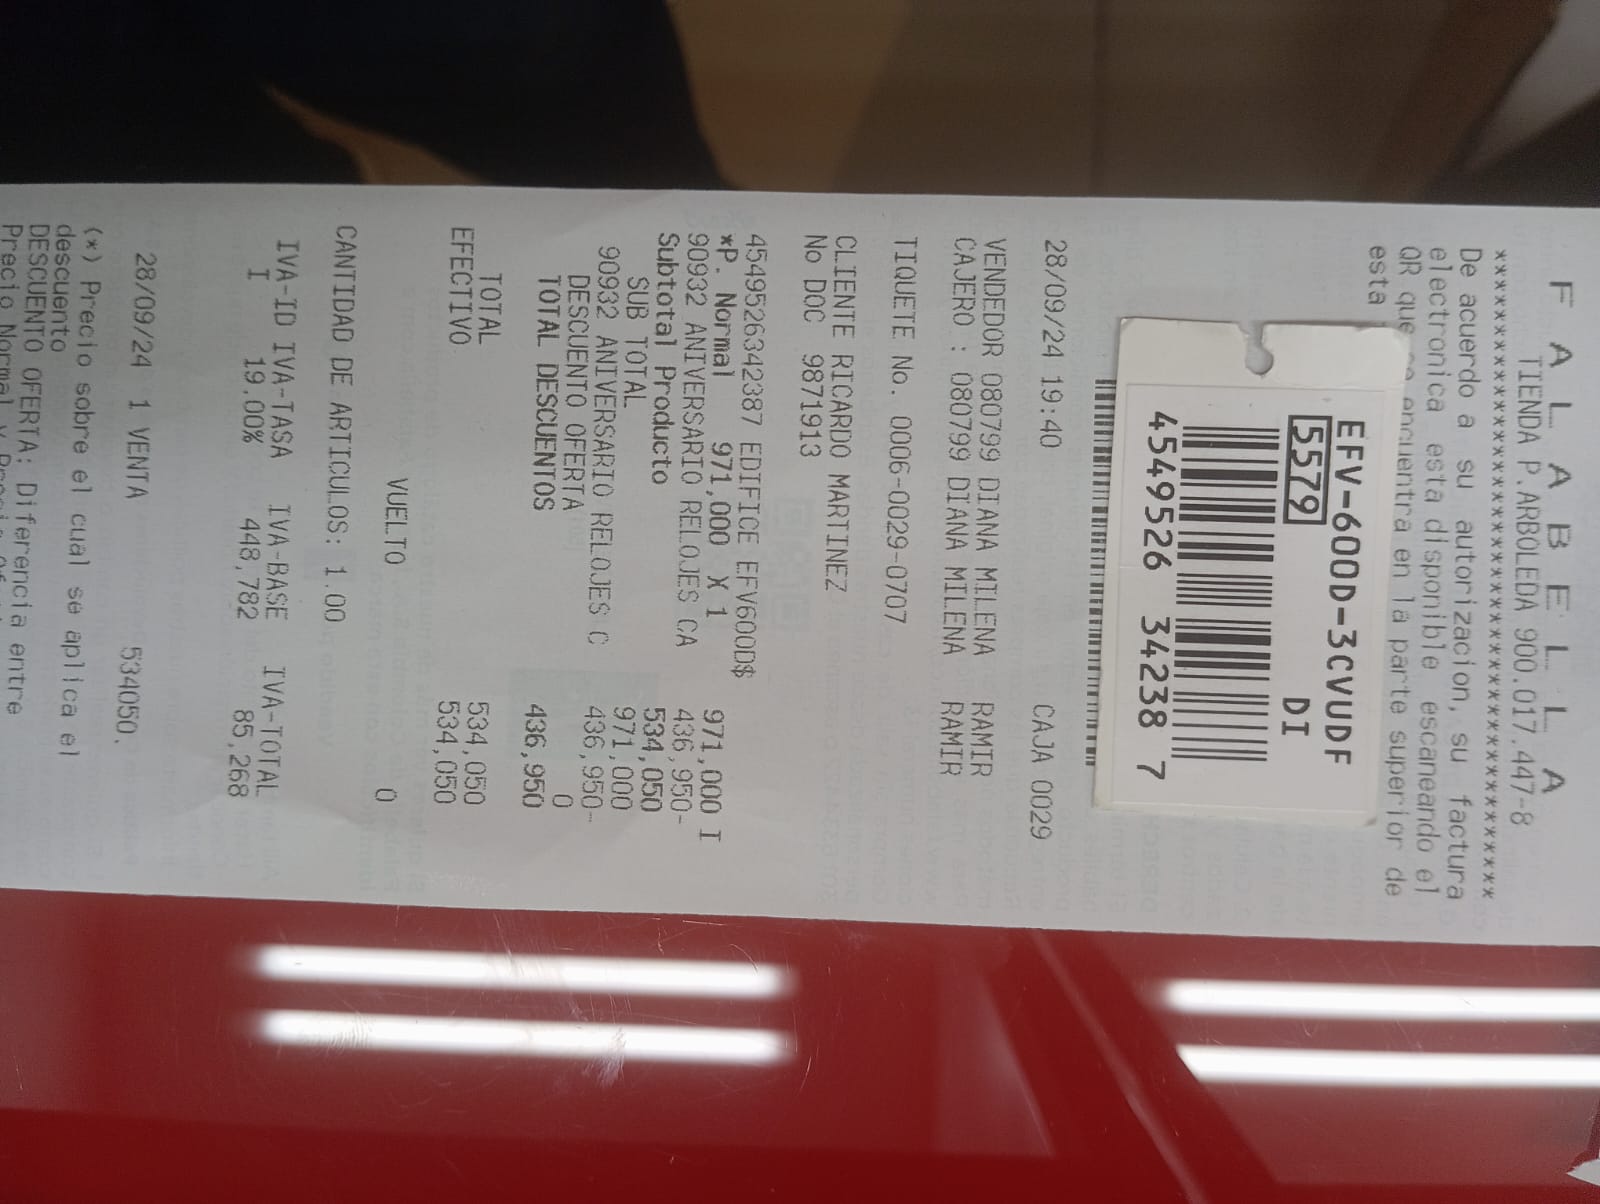 F A L A B E L L A
TIENDA P.ARBOLEDA 900.017.447-8
De acuerdo a su autorizacion, su factura
electronica esta disponible escaneando el
QR que se encuentra en la parte superior de
esta
EFV-600D-3CVUDF
5579 DI
4549526 34238 7
28/09/24 19:40 CAJA 0029
VENDEDOR 080799 DIANA MILENA RAMIR
CAJERO : 080799 DIANA MILENA RAMIR
TIQUETE No. 0006-0029-0707
CLIENTE RICARDO MARTINEZ
No DOC 9871913
4549526342387 EDIFICE EFV600D$
*P. Normal 971,000 X 1 971,000 I
90932 ANIVERSARIO RELOJES CA 436,950-
Subtotal Producto 534,050
SUB TOTAL 971,000
90932 ANIVERSARIO RELOJES C 436,950-
DESCUENTO OFERTA 0
TOTAL DESCUENTOS 436,950
TOTAL 534,050
EFECTIVO 534,050
VUELTO 0
CANTIDAD DE ARTICULOS: 1.00
IVA-ID IVA-TASA IVA-BASE IVA-TOTAL
I 19.00% 448,782 85,268
28/09/24 1 VENTA 534050.
(*) Precio sobre el cual se aplica el
descuento
DESCUENTO OFERTA: Diferencia entre
Precio Normal y Precio